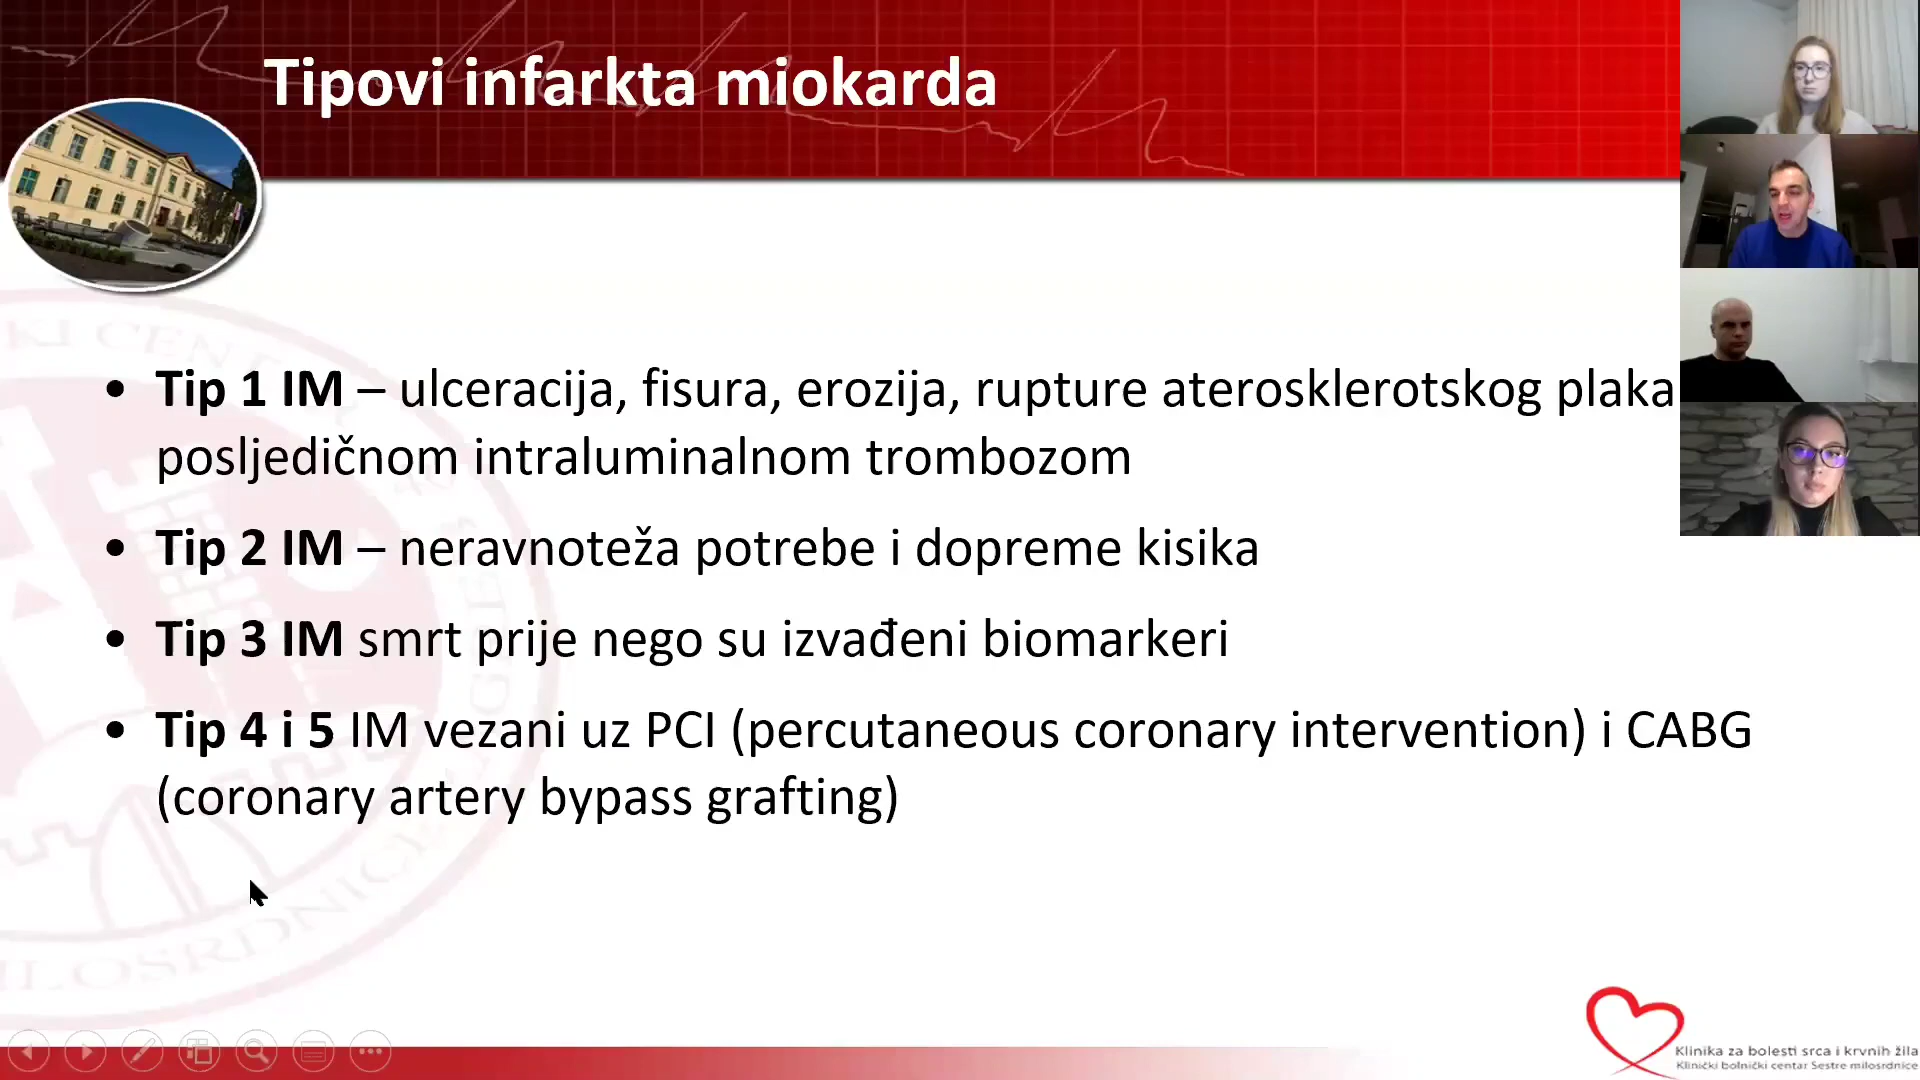 Tipovi infarkta miokarda
• Tip 1 IM – ulceracija, fisura, erozija, rupture aterosklerotskog plaka
posljedičnom intraluminalnom trombozom
• Tip 2 IM – neravnoteža potrebe i dopreme kisika
• Tip 3 IM smrt prije nego su izvađeni biomarkeri
• Tip 4 i 5 IM vezani uz PCI (percutaneous coronary intervention) i CABG
(coronary artery bypass grafting)
Klinika za bolesti srca i krvnih žila
Klinički bolnički centar Sestre milosrdnice